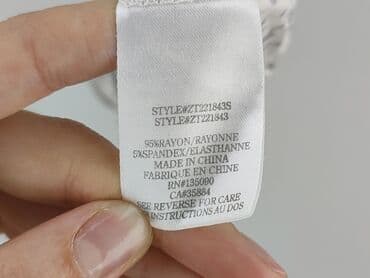 STYLE#ZT221843S
STYLE#ZT221843
95%RAYON/RAYONNE
5%SPANDEX/ELASTHANNE
MADE IN CHINA
FABRIQUE EN CHINE
RN#135090
CA#35884
SEE REVERSE FOR CARE
INSTRUCTIONS AU DOS